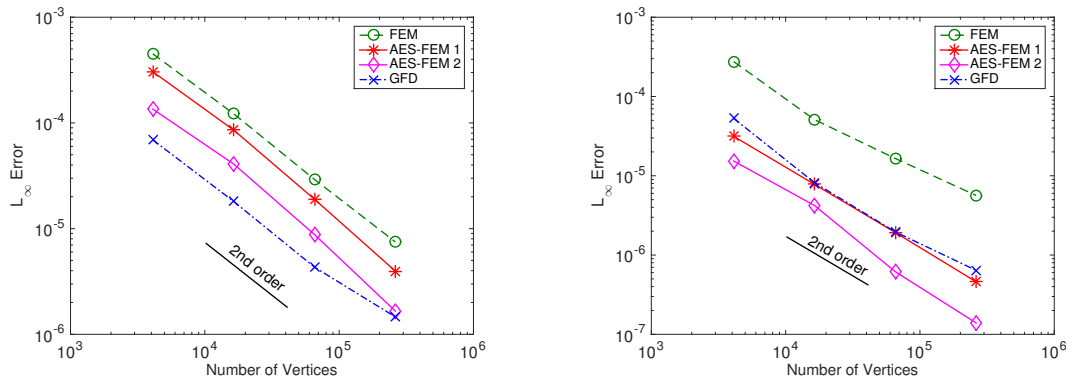 10^-3
10^-4
10^-5
10^-6
L∞ Error
FEM
AES-FEM 1
AES-FEM 2
GFD
2nd order
10^3
10^4
10^5
10^6
Number of Vertices
10^-2
10^-3
10^-4
10^-5
10^-6
10^-7
L∞ Error
FEM
AES-FEM 1
AES-FEM 2
GFD
2nd order
10^3
10^4
10^5
10^6
Number of Vertices